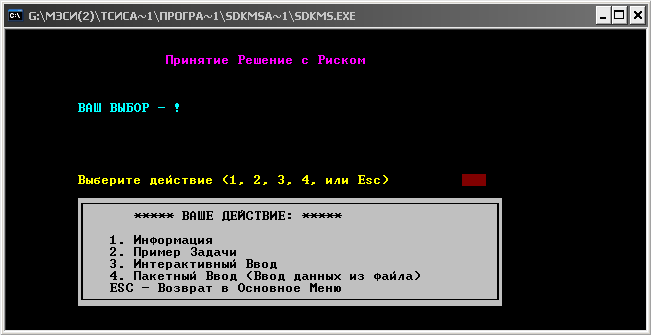 G:\МЭСИ(2)\ТСИСА~1\ПРОГРА~1\SDKMSA~1\SDKMS.EXE
Принятие Решение с Риском
ВАШ ВЫБОР - !
Выберите действие (1, 2, 3, 4, или Esc)
***** ВАШЕ ДЕЙСТВИЕ: *****
1. Информация
2. Пример Задачи
3. Интерактивный Ввод
4. Пакетный Ввод (Ввод данных из файла)
ESC - Возврат в Основное Меню